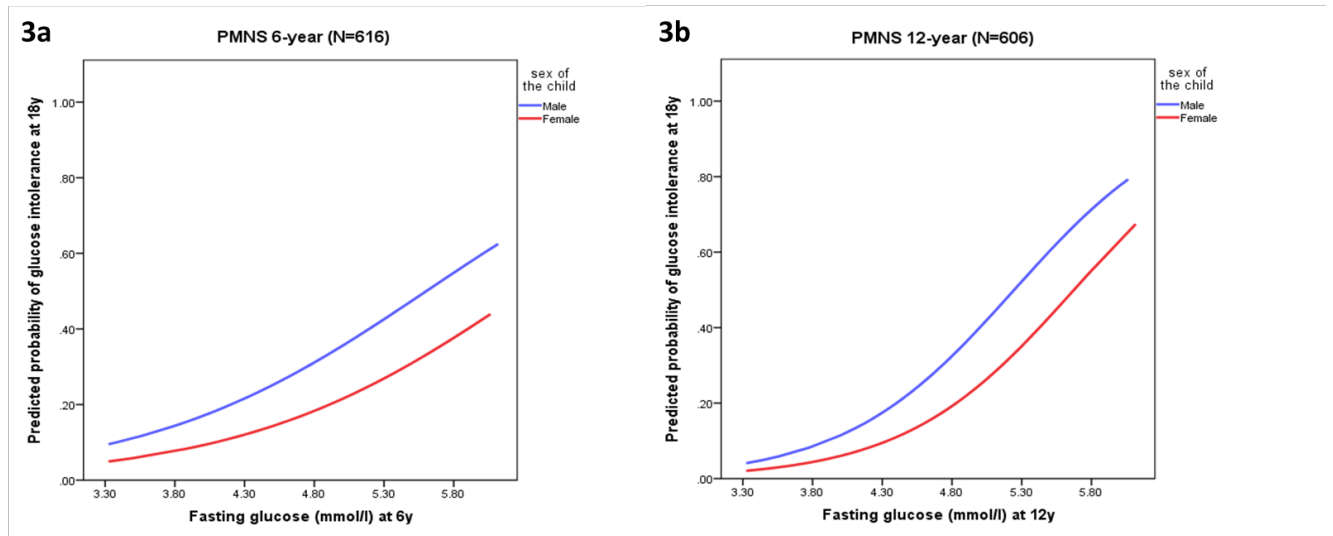 3a
PMNS 6-year (N=616)
sex of
the child
Male
Female
Predicted probability of glucose intolerance at 18y
1.00
.80
.60
.40
.20
.00
3.30 3.80 4.30 4.80 5.30 5.80
Fasting glucose (mmol/l) at 6y
3b
PMNS 12-year (N=606)
sex of
the child
Male
Female
Predicted probability of glucose intolerance at 18y
1.00
.80
.60
.40
.20
.00
3.30 3.80 4.30 4.80 5.30 5.80
Fasting glucose (mmol/l) at 12y